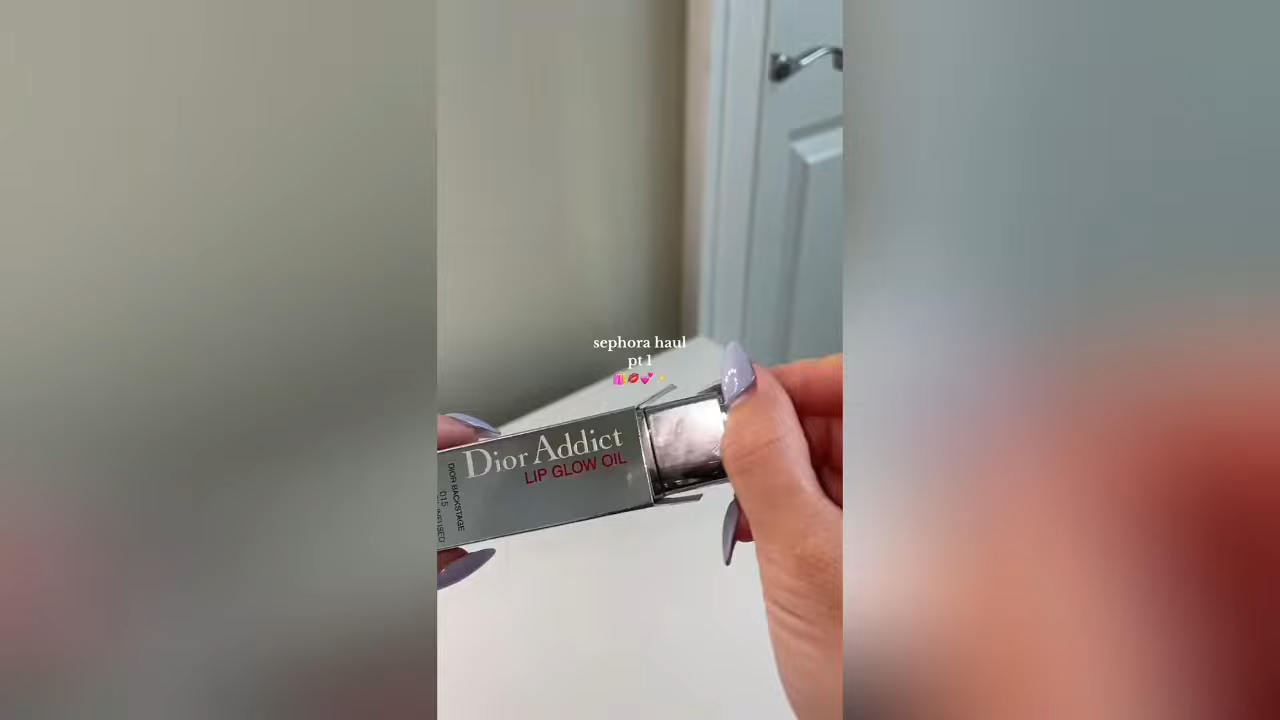 sephora haul
pt 1
🛍️💋💕✨
Dior Addict
LIP GLOW OIL
DIOR BACKSTAGE
015